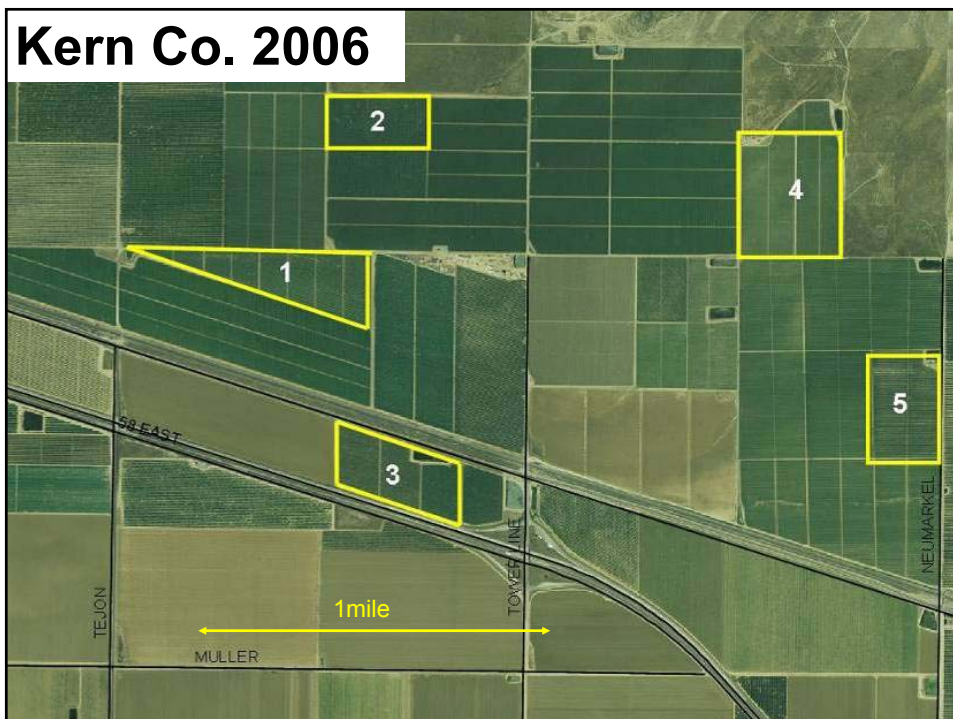 Kern Co. 2006
2
4
1
5
58 EAST
3
NEUMARKEL
TOWER LINE
TEJON
1mile
MULLER